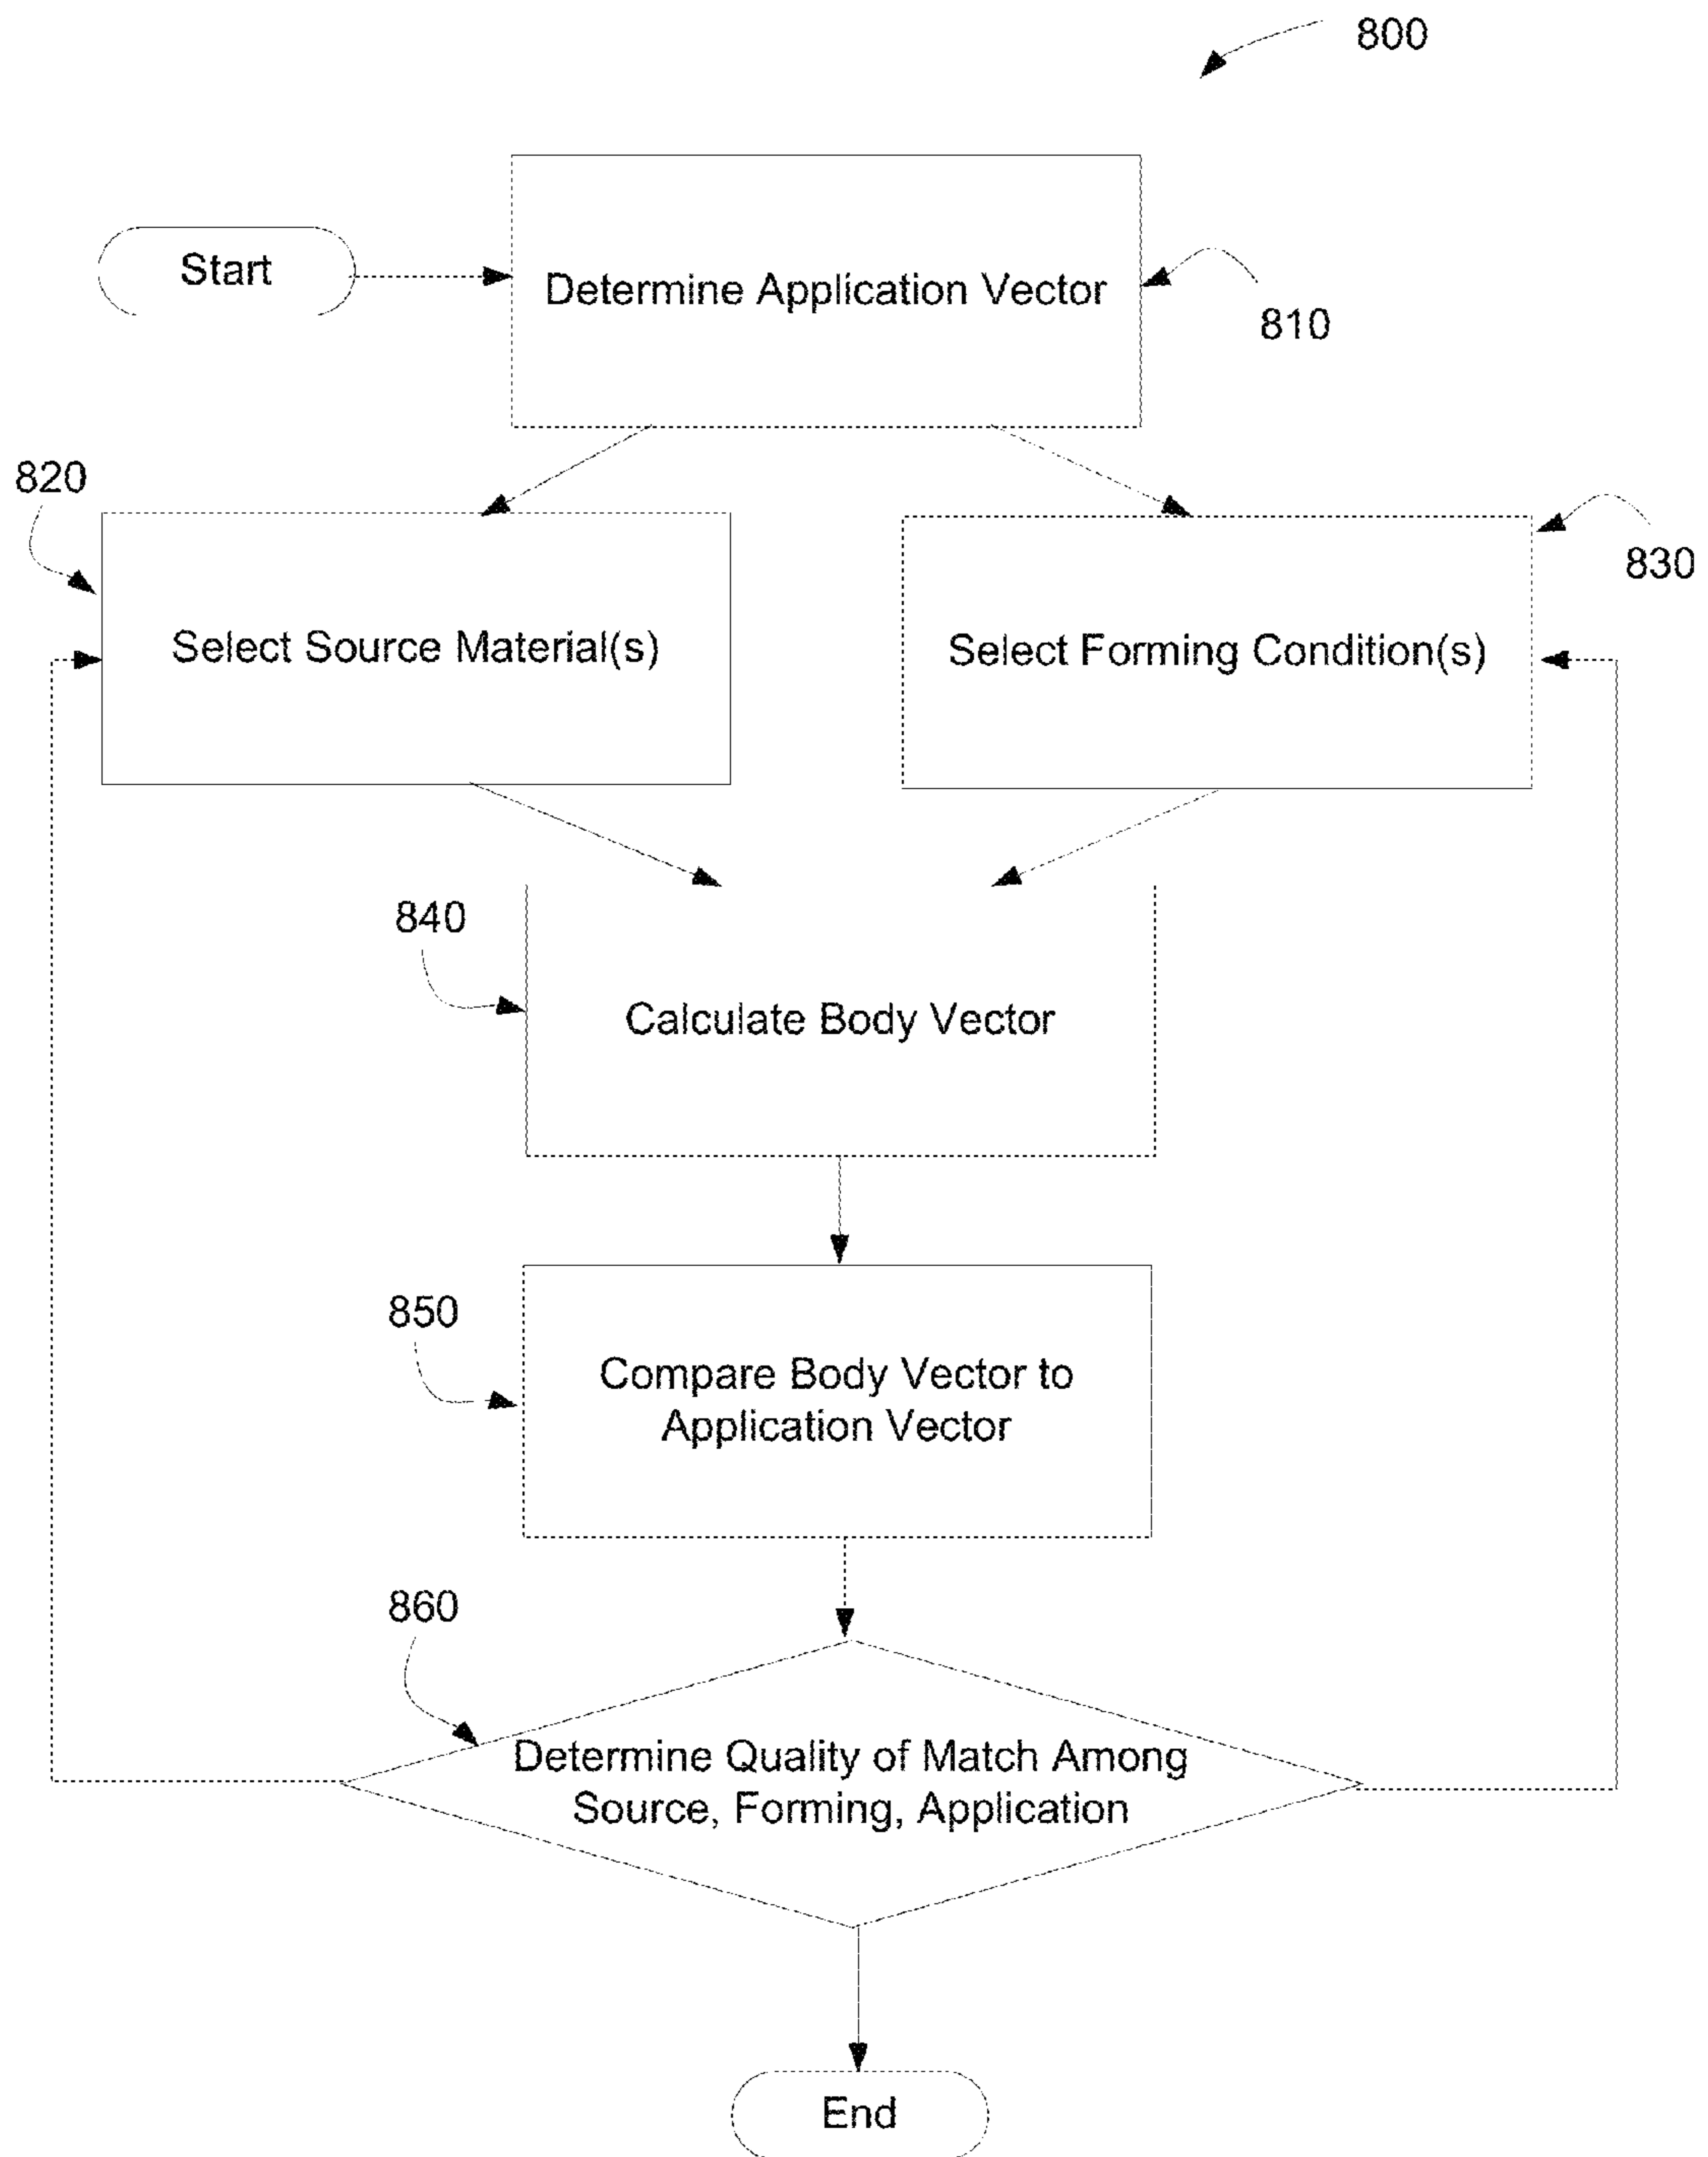 800
Start
Determine Application Vector
810
820
830
Select Source Material(s)
Select Forming Condition(s)
840
Calculate Body Vector
850
Compare Body Vector to
Application Vector
860
Determine Quality of Match Among
Source, Forming, Application
End